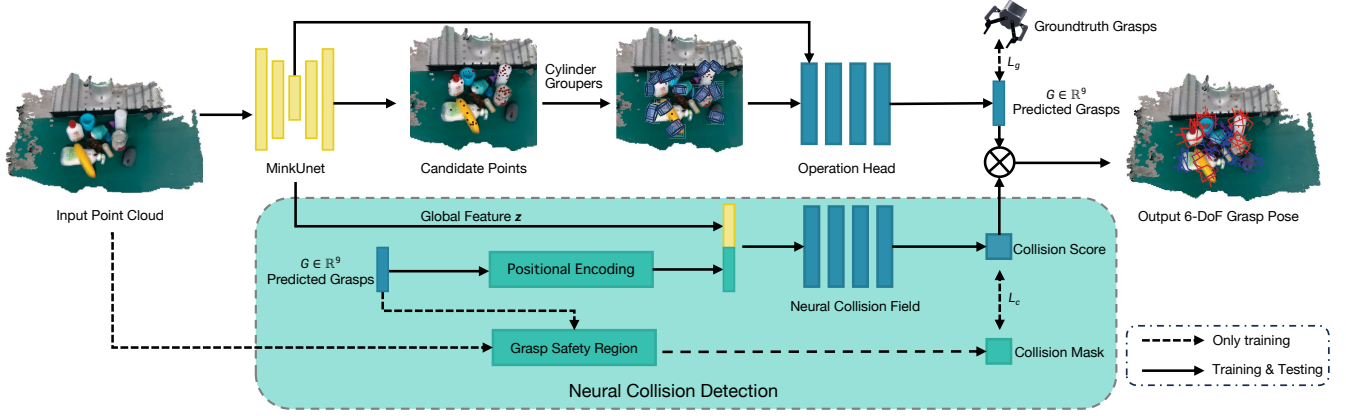 Groundtruth Grasps
L_g
Cylinder
Groupers
G ∈ ℝ⁹
Predicted Grasps
MinkUnet
Candidate Points
Operation Head
Input Point Cloud
Output 6-DoF Grasp Pose
Global Feature z
G ∈ ℝ⁹
Predicted Grasps
Positional Encoding
Collision Score
Neural Collision Field
L_c
Grasp Safety Region
Collision Mask
Neural Collision Detection
Only training
Training & Testing